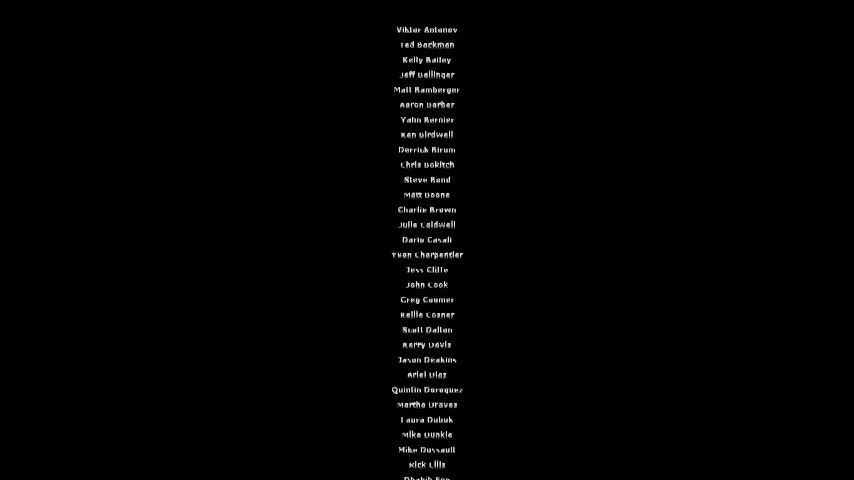 Viktor Antonov
Ted Backman
Kelly Bailey
Jeff Ballinger
Matt Bamberger
Aaron Barber
Yahn Bernier
Ken Birdwell
Derrick Birum
Chris Bokitch
Steve Bond
Matt Boone
Charlie Brown
Julie Caldwell
Dario Casali
Yvan Charpentier
Jess Cliffe
John Cook
Greg Coomer
Kellie Cosner
Scott Dalton
Kerry Davis
Jason Deakins
Ariel Diaz
Quintin Doroquez
Martha Draves
Laura Dubuk
Mike Dunkle
Mike Dussault
Rick Ellis